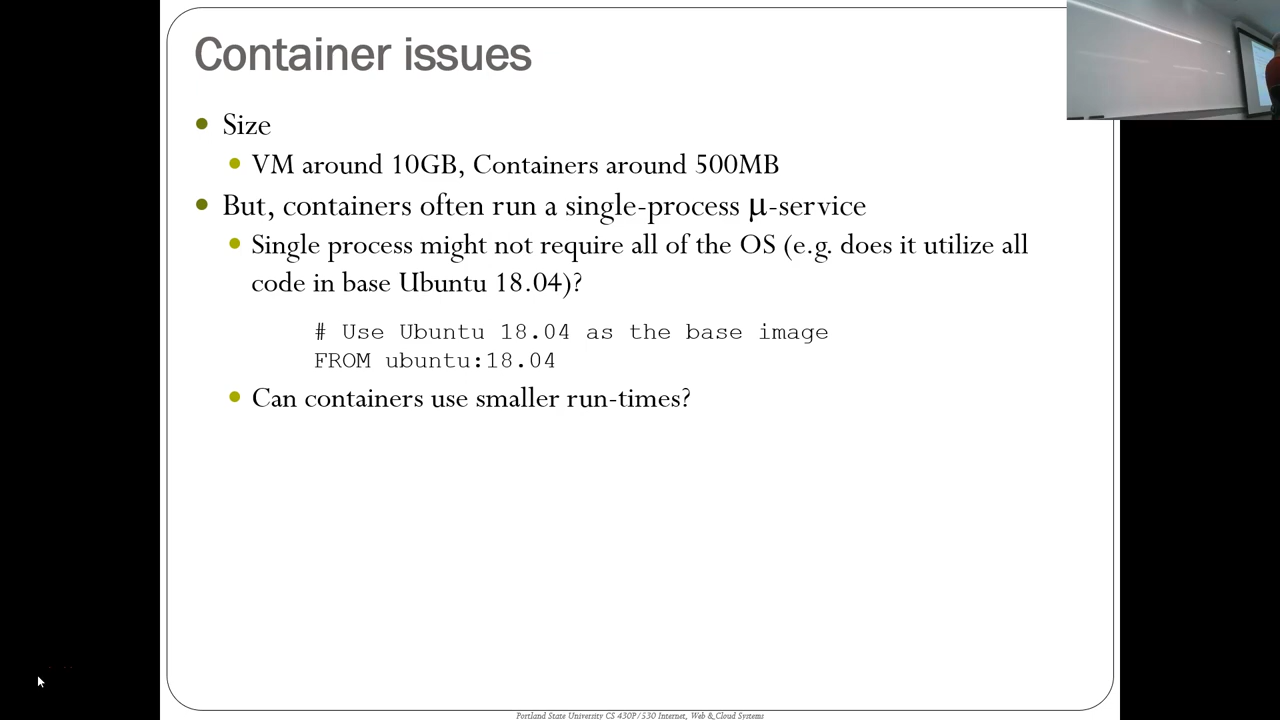 Container issues
Size
VM around 10GB, Containers around 500MB
But, containers often run a single-process µ-service
Single process might not require all of the OS (e.g. does it utilize all
code in base Ubuntu 18.04)?
# Use Ubuntu 18.04 as the base image
FROM ubuntu:18.04
Can containers use smaller run-times?
Portland State University CS 430P/530 Internet, Web & Cloud Systems